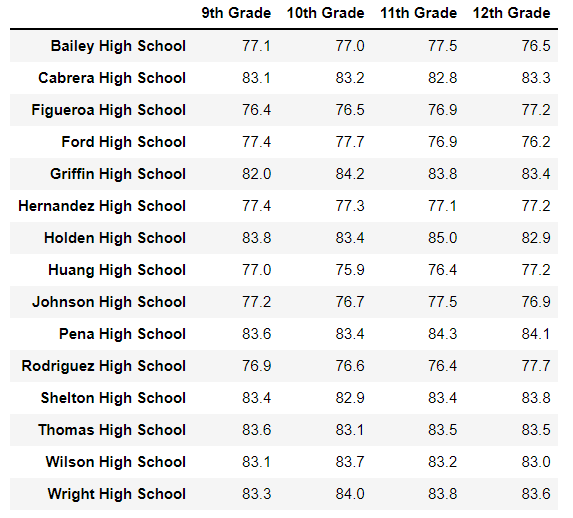 9th Grade 10th Grade 11th Grade 12th Grade
Bailey High School 77.1 77.0 77.5 76.5
Cabrera High School 83.1 83.2 82.8 83.3
Figueroa High School 76.4 76.5 76.9 77.2
Ford High School 77.4 77.7 76.9 76.2
Griffin High School 82.0 84.2 83.8 83.4
Hernandez High School 77.4 77.3 77.1 77.2
Holden High School 83.8 83.4 85.0 82.9
Huang High School 77.0 75.9 76.4 77.2
Johnson High School 77.2 76.7 77.5 76.9
Pena High School 83.6 83.4 84.3 84.1
Rodriguez High School 76.9 76.6 76.4 77.7
Shelton High School 83.4 82.9 83.4 83.8
Thomas High School 83.6 83.1 83.5 83.5
Wilson High School 83.1 83.7 83.2 83.0
Wright High School 83.3 84.0 83.8 83.6